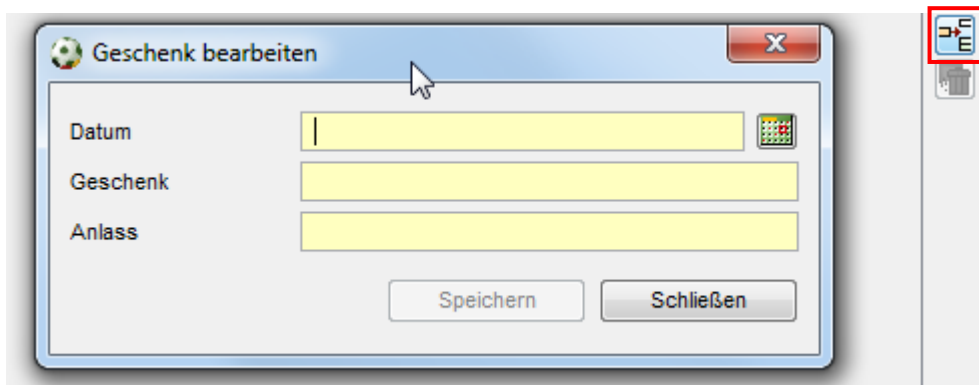 Geschenk bearbeiten
Datum
Geschenk
Anlass
Speichern Schließen